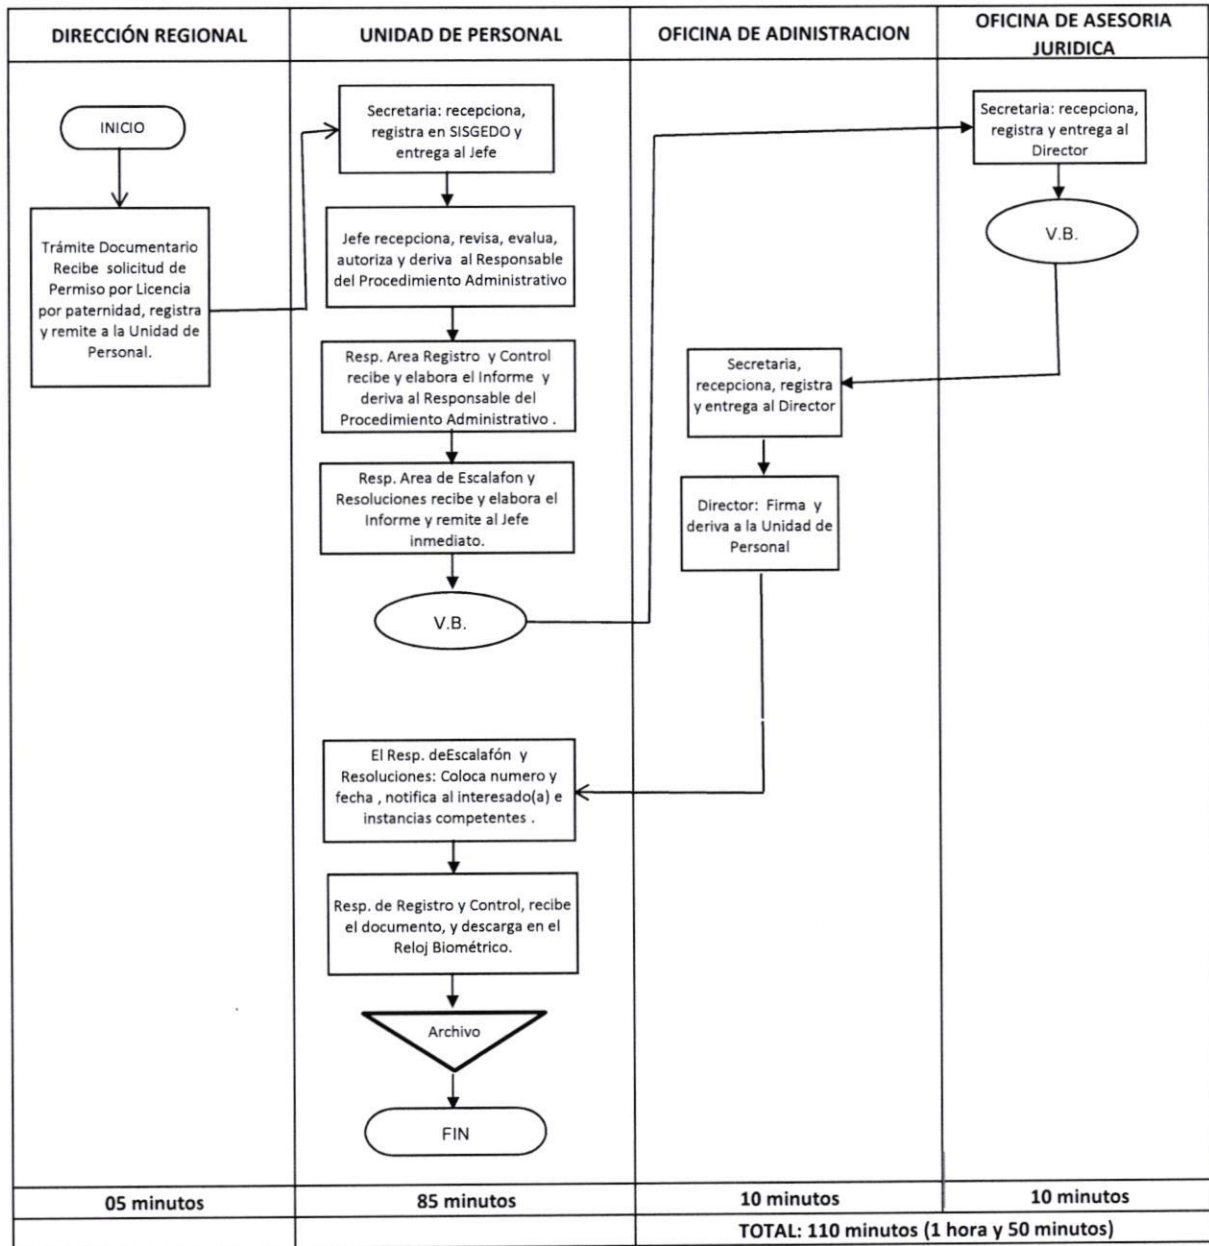 DIRECCIÓN REGIONAL
UNIDAD DE PERSONAL
OFICINA DE ADINISTRACION
OFICINA DE ASESORIA
JURIDICA
INICIO
Trámite Documentario
Recibe solicitud de
Permiso por Licencia
por paternidad, registra
y remite a la Unidad de
Personal.
Secretaria: recepciona,
registra en SISGEDO y
entrega al Jefe
Jefe recepciona, revisa, evalua,
autoriza y deriva al Responsable
del Procedimiento Administrativo
Resp. Area Registro y Control
recibe y elabora el Informe y
deriva al Responsable del
Procedimiento Administrativo .
Resp. Area de Escalafon y
Resoluciones recibe y elabora el
Informe y remite al Jefe
inmediato.
V.B.
Secretaria: recepciona,
registra y entrega al
Director
V.B.
Secretaria,
recepciona, registra
y entrega al Director
Director: Firma y
deriva a la Unidad de
Personal
El Resp. deEscalafón y
Resoluciones: Coloca numero y
fecha , notifica al interesado(a) e
instancias competentes .
Resp. de Registro y Control, recibe
el documento, y descarga en el
Reloj Biométrico.
Archivo
FIN
05 minutos
85 minutos
10 minutos
10 minutos
TOTAL: 110 minutos (1 hora y 50 minutos)